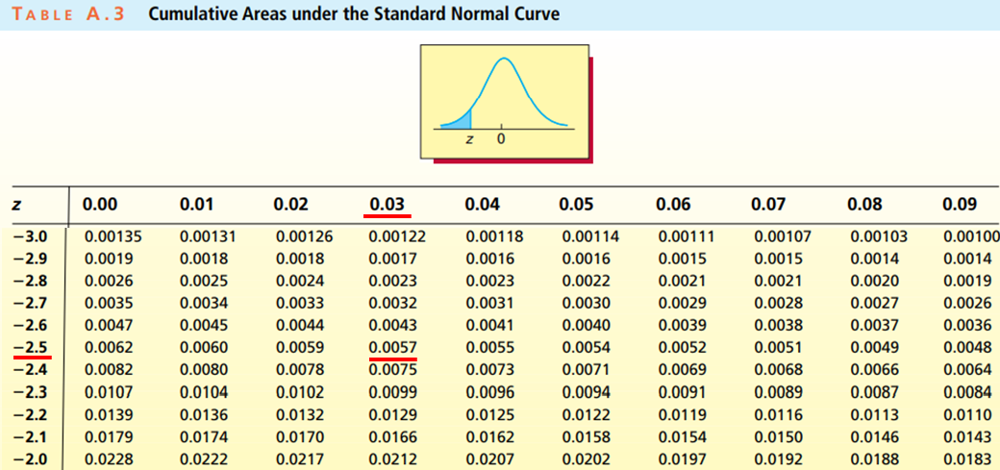 TABLE A.3 Cumulative Areas under the Standard Normal Curve
z 0
z 0.00 0.01 0.02 0.03 0.04 0.05 0.06 0.07 0.08 0.09
−3.0 0.00135 0.00131 0.00126 0.00122 0.00118 0.00114 0.00111 0.00107 0.00103 0.00100
−2.9 0.0019 0.0018 0.0018 0.0017 0.0016 0.0016 0.0015 0.0015 0.0014 0.0014
−2.8 0.0026 0.0025 0.0024 0.0023 0.0023 0.0022 0.0021 0.0021 0.0020 0.0019
−2.7 0.0035 0.0034 0.0033 0.0032 0.0031 0.0030 0.0029 0.0028 0.0027 0.0026
−2.6 0.0047 0.0045 0.0044 0.0043 0.0041 0.0040 0.0039 0.0038 0.0037 0.0036
−2.5 0.0062 0.0060 0.0059 0.0057 0.0055 0.0054 0.0052 0.0051 0.0049 0.0048
−2.4 0.0082 0.0080 0.0078 0.0075 0.0073 0.0071 0.0069 0.0068 0.0066 0.0064
−2.3 0.0107 0.0104 0.0102 0.0099 0.0096 0.0094 0.0091 0.0089 0.0087 0.0084
−2.2 0.0139 0.0136 0.0132 0.0129 0.0125 0.0122 0.0119 0.0116 0.0113 0.0110
−2.1 0.0179 0.0174 0.0170 0.0166 0.0162 0.0158 0.0154 0.0150 0.0146 0.0143
−2.0 0.0228 0.0222 0.0217 0.0212 0.0207 0.0202 0.0197 0.0192 0.0188 0.0183